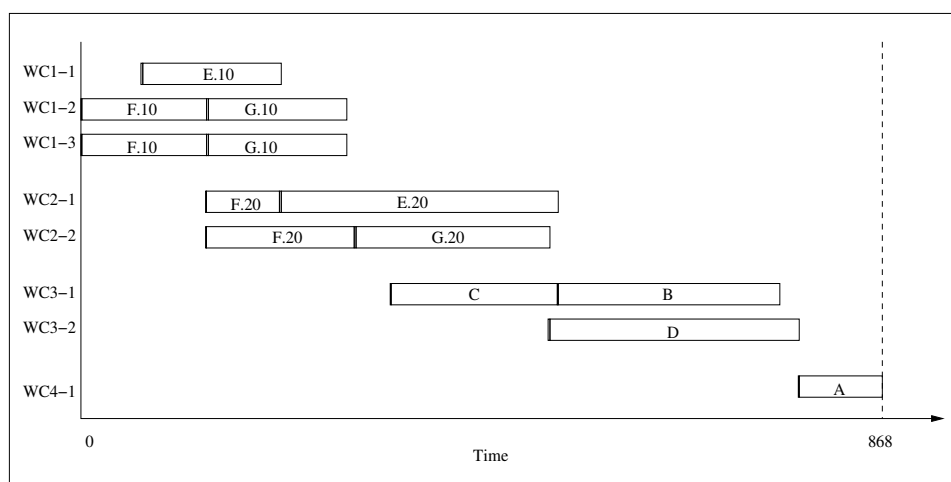 WC1−1 E.10
WC1−2 F.10 G.10
WC1−3 F.10 G.10
WC2−1 F.20 E.20
WC2−2 F.20 G.20
WC3−1 C B
WC3−2 D
WC4−1 A
0 868
Time